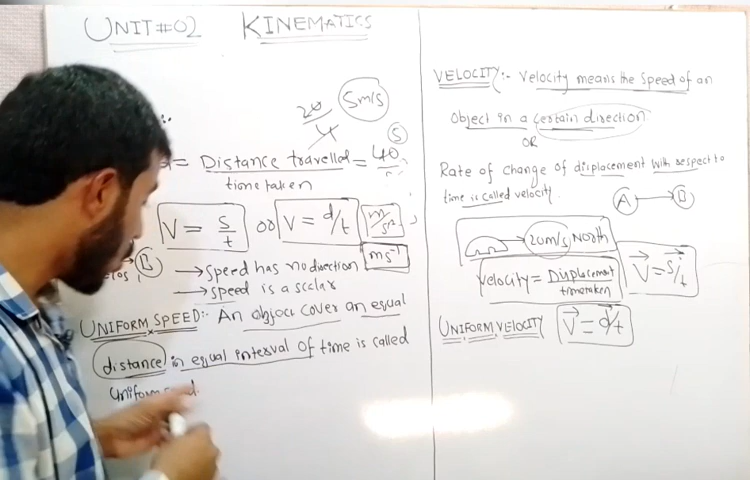 UNIT #02 KINEMATICS
20/4 5m/s
= Distance travelled / time taken = 40
S
V = S/t or V = d/t m/s²
ms⁻¹
B
→ speed has no direction
→ speed is a scalar
UNIFORM SPEED:- An object cover an equal
distance in equal interval of time is called
Uniform
VELOCITY:- Velocity means the speed of an
Object in a certain direction
OR
Rate of change of displacement with respect to
time is called velocity.
A → B
→ 20m/s North
Velocity = Displacement / time taken
V⃗ = S⃗/t
UNIFORM VELOCITY V⃗ = d⃗/t